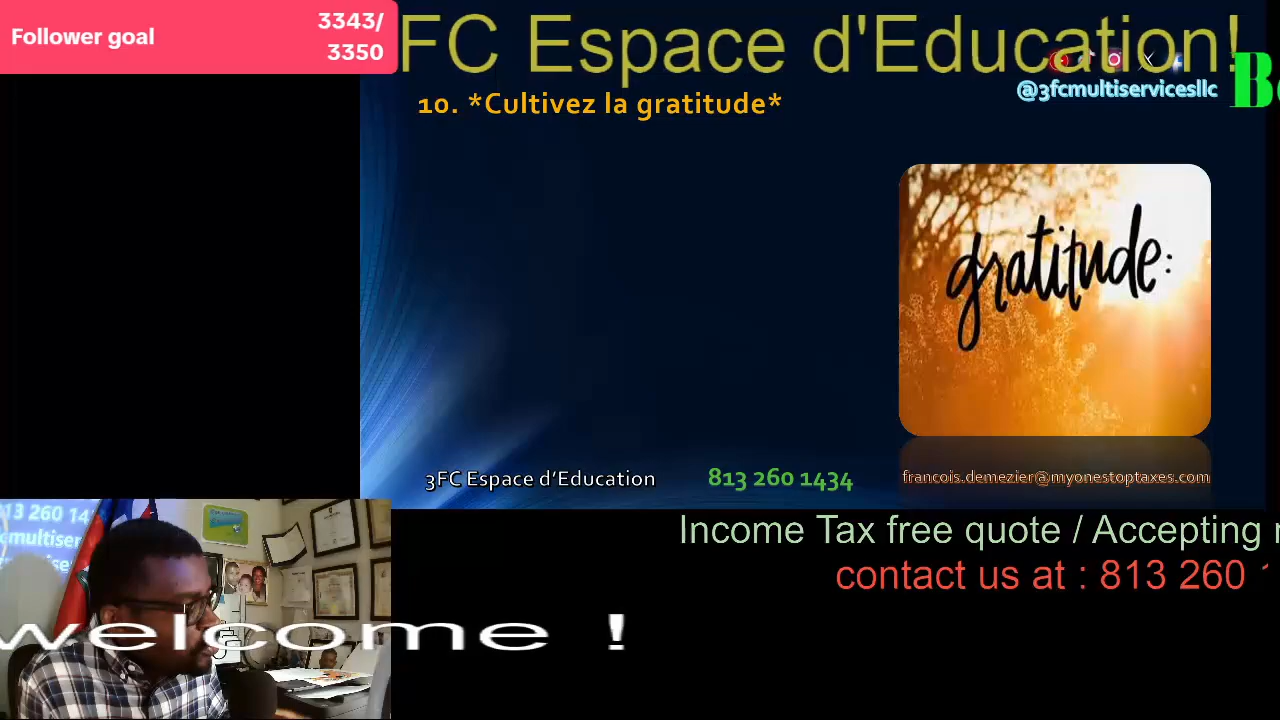 Follower goal
3343/
3350
FC Espace d'Education!
@3fcmultiservicesllc
10. *Cultivez la gratitude*
gratitude:
3FC Espace d'Education
813 260 1434
francois.demezier@myonestoptaxes.com
Income Tax free quote / Accepting
contact us at : 813 260
welcome !